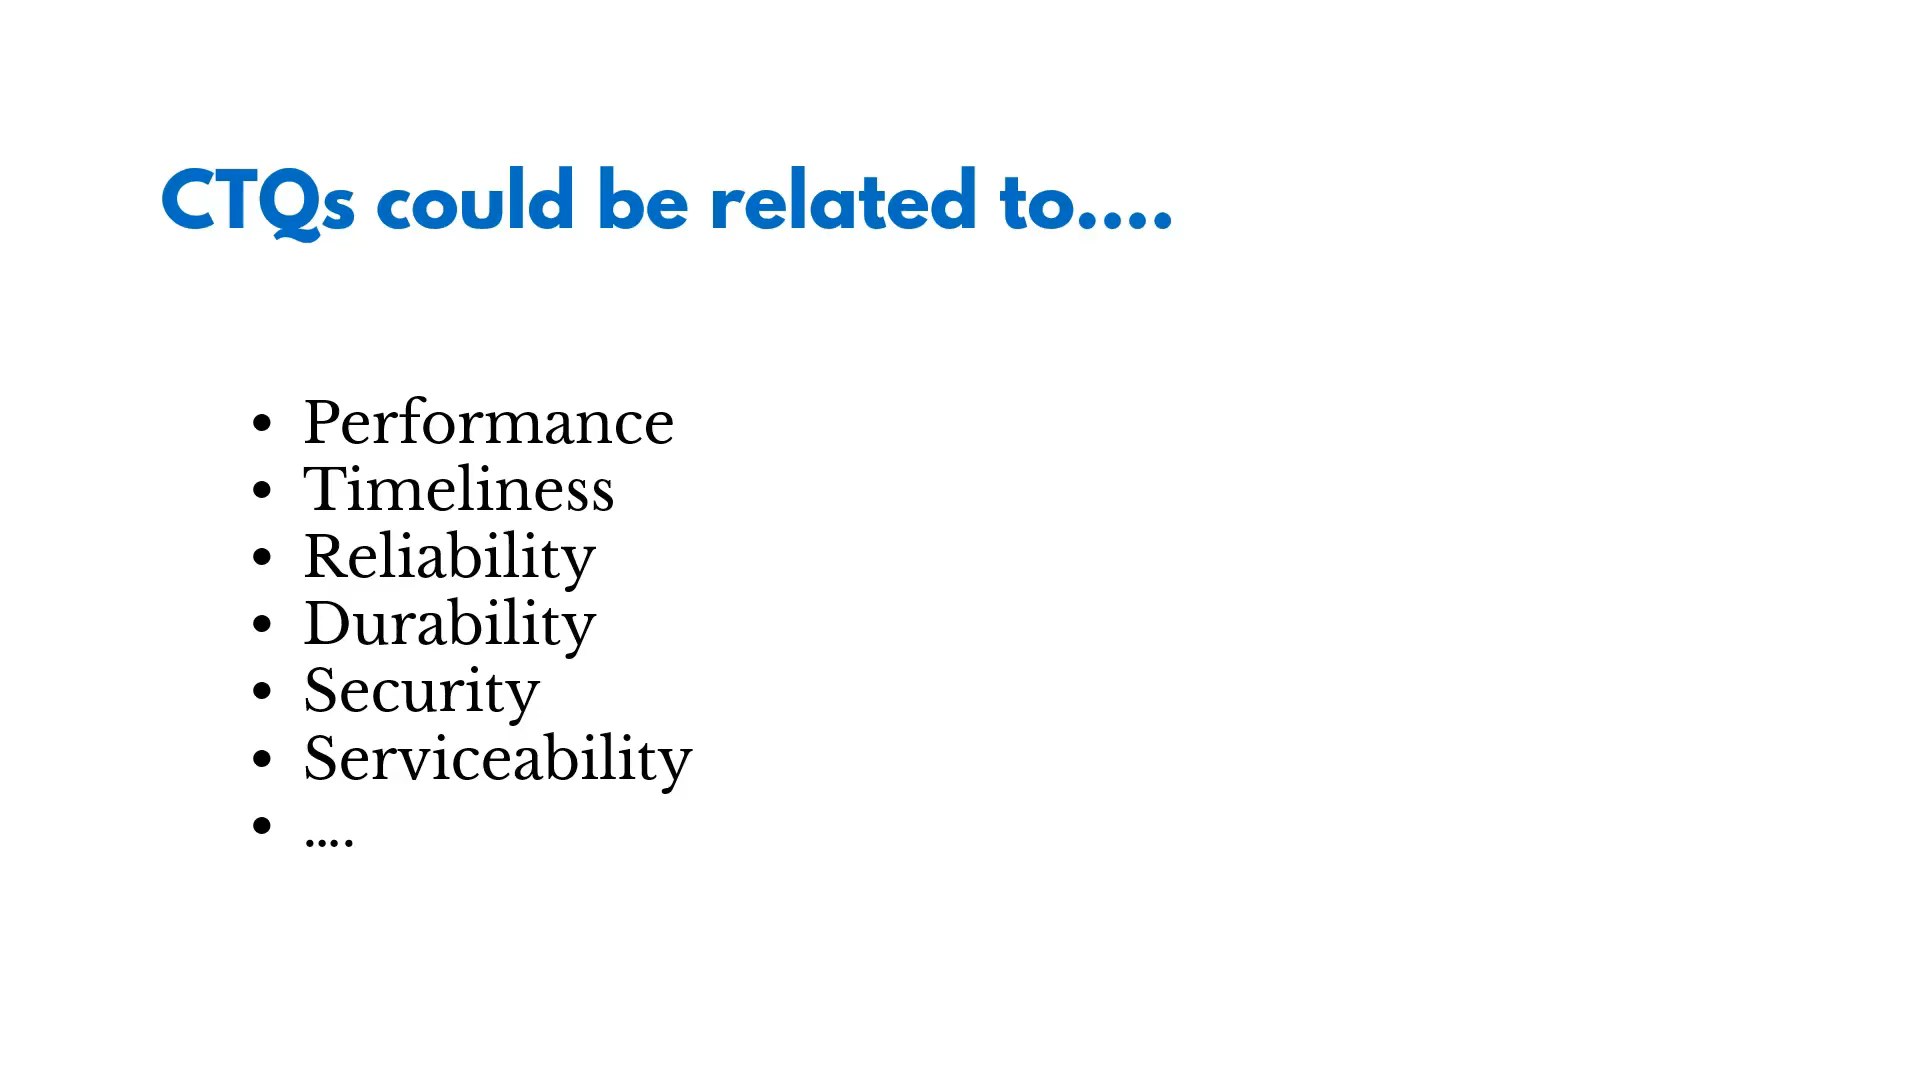 CTQs could be related to....
• Performance
• Timeliness
• Reliability
• Durability
• Security
• Serviceability
• ....